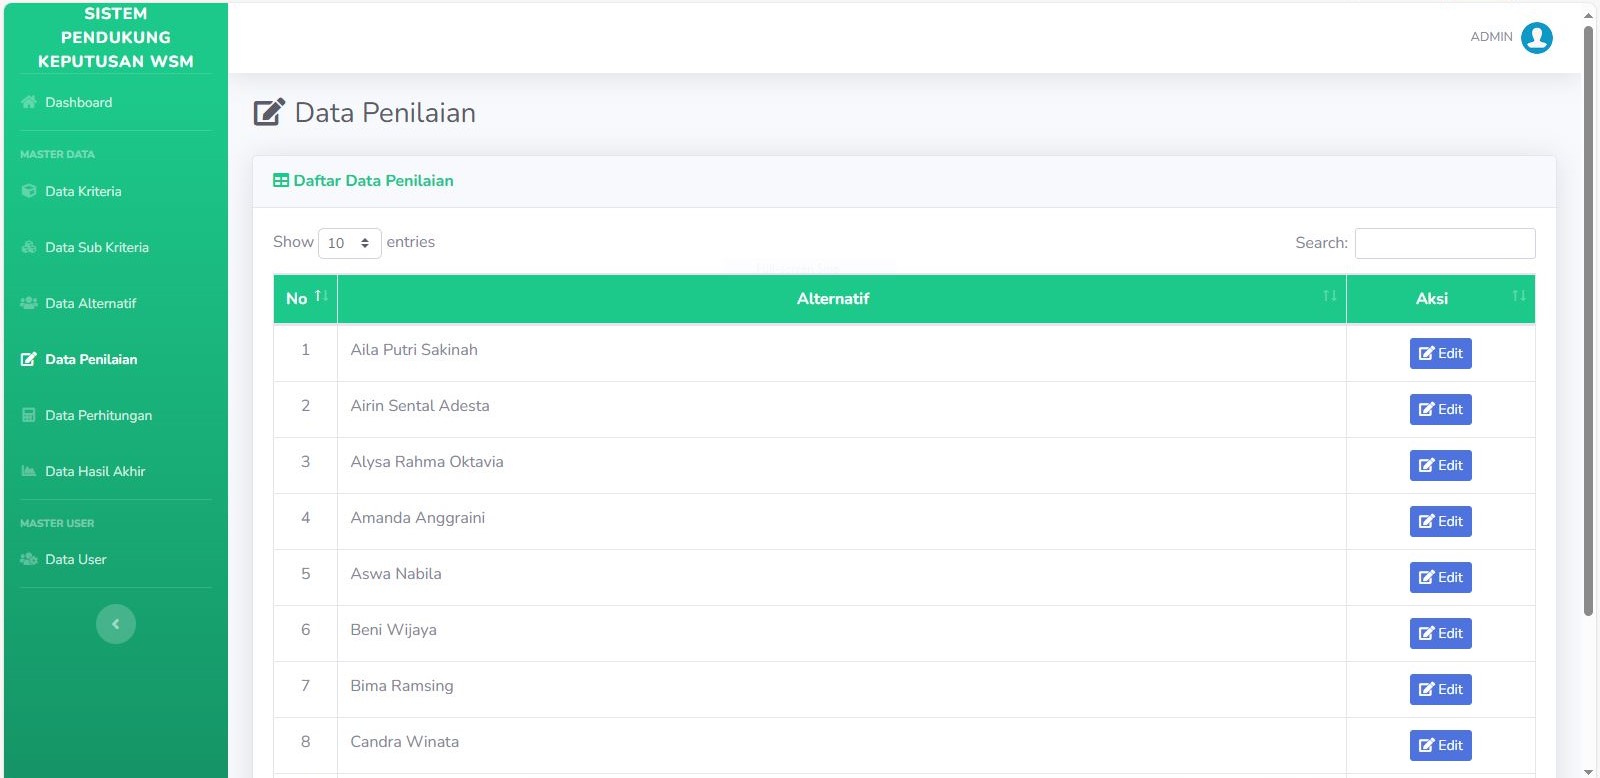 SISTEM
PENDUKUNG
KEPUTUSAN WSM
Dashboard
MASTER DATA
Data Kriteria
Data Sub Kriteria
Data Alternatif
Data Penilaian
Data Perhitungan
Data Hasil Akhir
MASTER USER
Data User
ADMIN
Data Penilaian
Daftar Data Penilaian
Show 10 entries
Search:
No Alternatif Aksi
1 Aila Putri Sakinah Edit
2 Airin Sental Adesta Edit
3 Alysa Rahma Oktavia Edit
4 Amanda Anggraini Edit
5 Aswa Nabila Edit
6 Beni Wijaya Edit
7 Bima Ramsing Edit
8 Candra Winata Edit